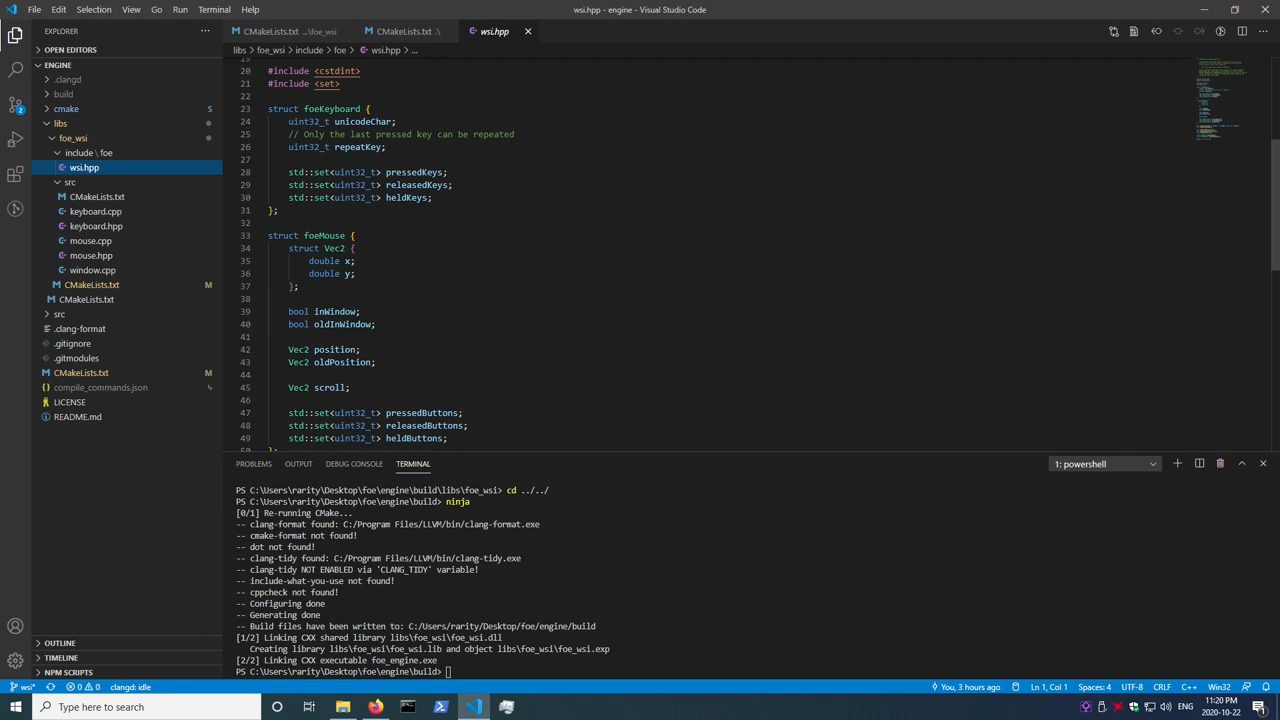 File Edit Selection View Go Run Terminal Help
wsi.hpp - engine - Visual Studio Code
EXPLORER
OPEN EDITORS
ENGINE
.clangd
build
cmake S
libs
foe_wsi
include \ foe
wsi.hpp
src
CMakeLists.txt
keyboard.cpp
keyboard.hpp
mouse.cpp
mouse.hpp
window.cpp
CMakeLists.txt M
CMakeLists.txt
src
.clang-format
.gitignore
.gitmodules
CMakeLists.txt M
compile_commands.json
LICENSE
README.md
OUTLINE
TIMELINE
NPM SCRIPTS
2
CMakeLists.txt ...\foe_wsi
CMakeLists.txt .\
wsi.hpp
libs > foe_wsi > include > foe > wsi.hpp > ...
19
20 #include <cstdint>
21 #include <set>
22
23 struct foeKeyboard {
24 uint32_t unicodeChar;
25 // Only the last pressed key can be repeated
26 uint32_t repeatKey;
27
28 std::set<uint32_t> pressedKeys;
29 std::set<uint32_t> releasedKeys;
30 std::set<uint32_t> heldKeys;
31 };
32
33 struct foeMouse {
34 struct Vec2 {
35 double x;
36 double y;
37 };
38
39 bool inWindow;
40 bool oldInWindow;
41
42 Vec2 position;
43 Vec2 oldPosition;
44
45 Vec2 scroll;
46
47 std::set<uint32_t> pressedButtons;
48 std::set<uint32_t> releasedButtons;
49 std::set<uint32_t> heldButtons;
50 };
PROBLEMS OUTPUT DEBUG CONSOLE TERMINAL
1: powershell
PS C:\Users\rarity\Desktop\foe\engine\build\libs\foe_wsi> cd ../../
PS C:\Users\rarity\Desktop\foe\engine\build> ninja
[0/1] Re-running CMake...
-- clang-format found: C:/Program Files/LLVM/bin/clang-format.exe
-- cmake-format not found!
-- dot not found!
-- clang-tidy found: C:/Program Files/LLVM/bin/clang-tidy.exe
-- clang-tidy NOT ENABLED via 'CLANG_TIDY' variable!
-- include-what-you-use not found!
-- cppcheck not found!
-- Configuring done
-- Generating done
-- Build files have been written to: C:/Users/rarity/Desktop/foe/engine/build
[1/2] Linking CXX shared library libs\foe_wsi\foe_wsi.dll
Creating library libs\foe_wsi\foe_wsi.lib and object libs\foe_wsi\foe_wsi.exp
[2/2] Linking CXX executable foe_engine.exe
PS C:\Users\rarity\Desktop\foe\engine\build>
wsi* 0 0 clangd: idle
You, 3 hours ago Ln 1, Col 1 Spaces: 4 UTF-8 CRLF C++ Win32
Type here to search
ENG
11:20 PM
2020-10-22
1